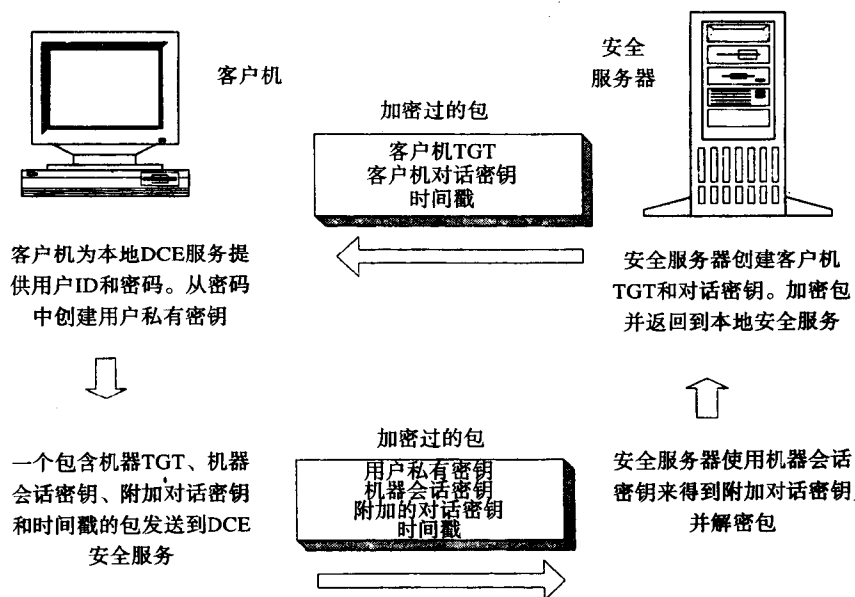 客户机
安全
服务器
加密过的包
客户机TGT
客户机对话密钥
时间戳
客户机为本地DCE服务提
供用户ID和密码。从密码
中创建用户私有密钥
安全服务器创建客户机
TGT和对话密钥。加密包
并返回到本地安全服务
一个包含机器TGT、机器
会话密钥、附加对话密钥
和时间戳的包发送到DCE
安全服务
加密过的包
用户私有密钥
机器会话密钥
附加的对话密钥
时间戳
安全服务器使用机器会话
密钥来得到附加对话密钥,
并解密包